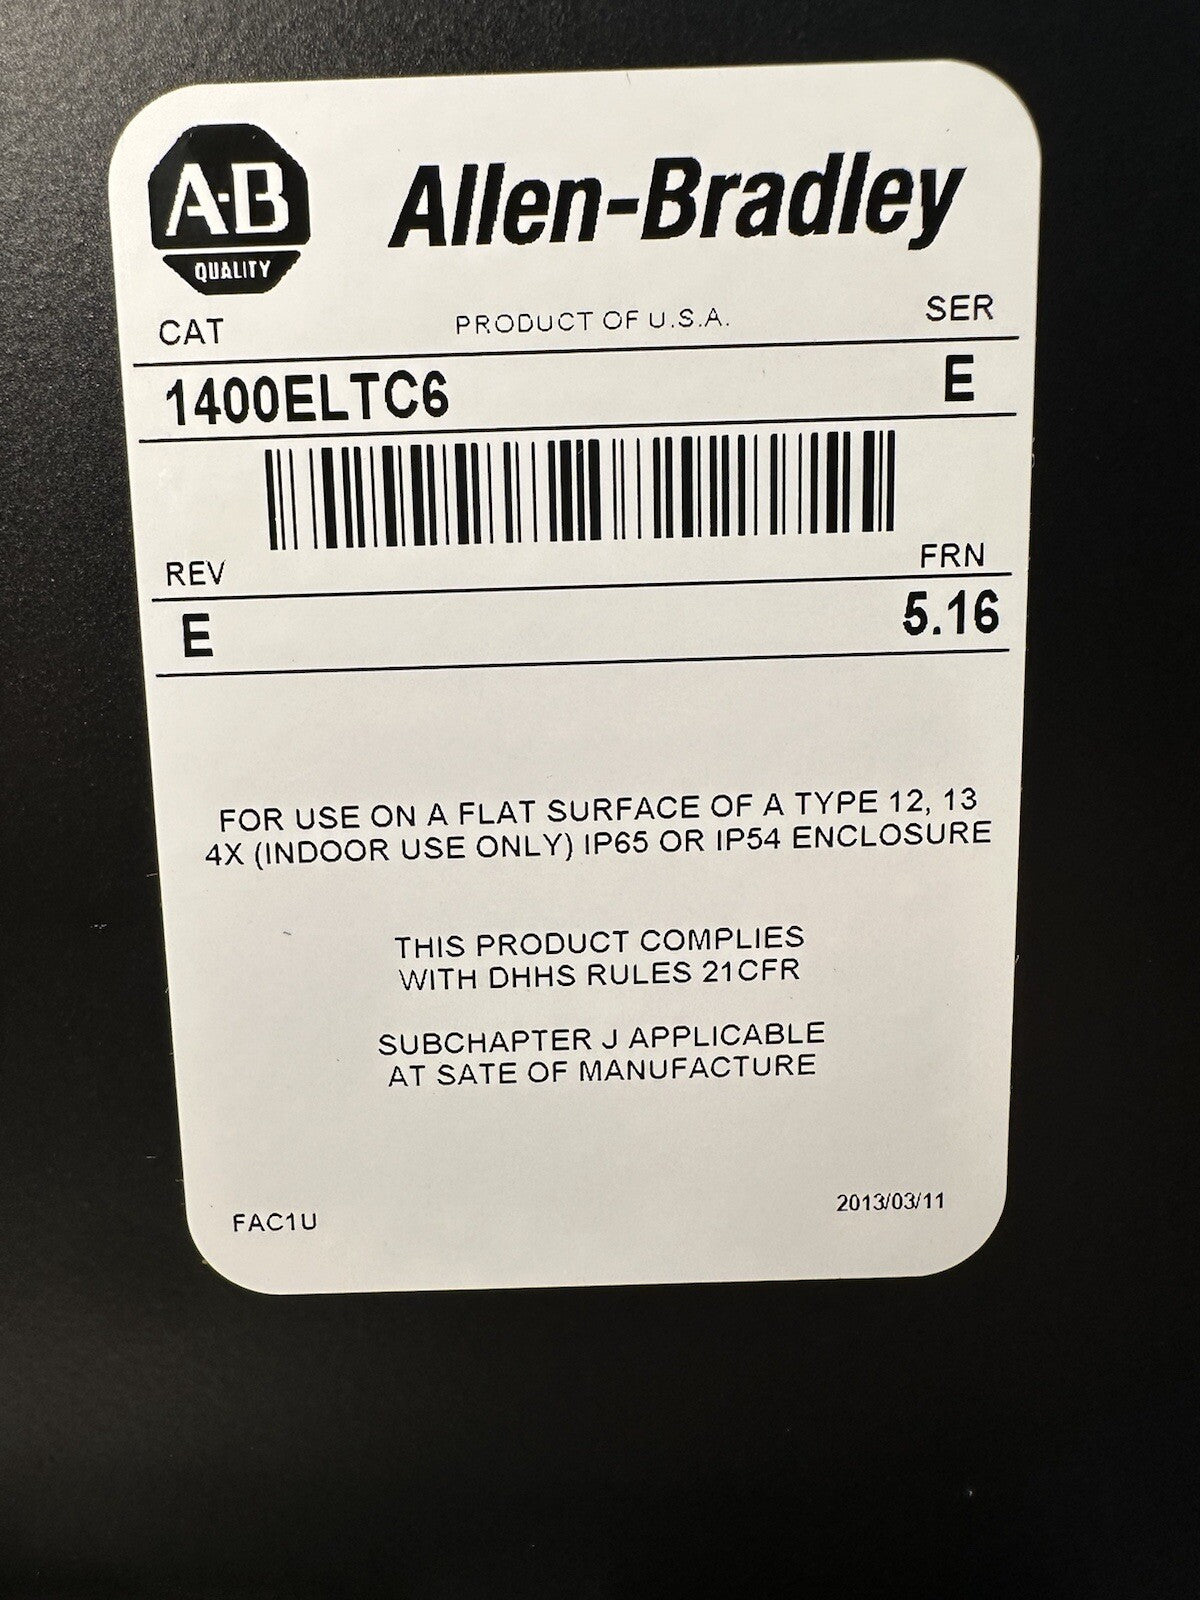 A-B
QUALITY
Allen-Bradley
CAT PRODUCT OF U.S.A. SER
1400ELTC6 E
REV FRN
E 5.16
FOR USE ON A FLAT SURFACE OF A TYPE 12, 13
4X (INDOOR USE ONLY) IP65 OR IP54 ENCLOSURE
THIS PRODUCT COMPLIES
WITH DHHS RULES 21CFR
SUBCHAPTER J APPLICABLE
AT SATE OF MANUFACTURE
FAC1U 2013/03/11